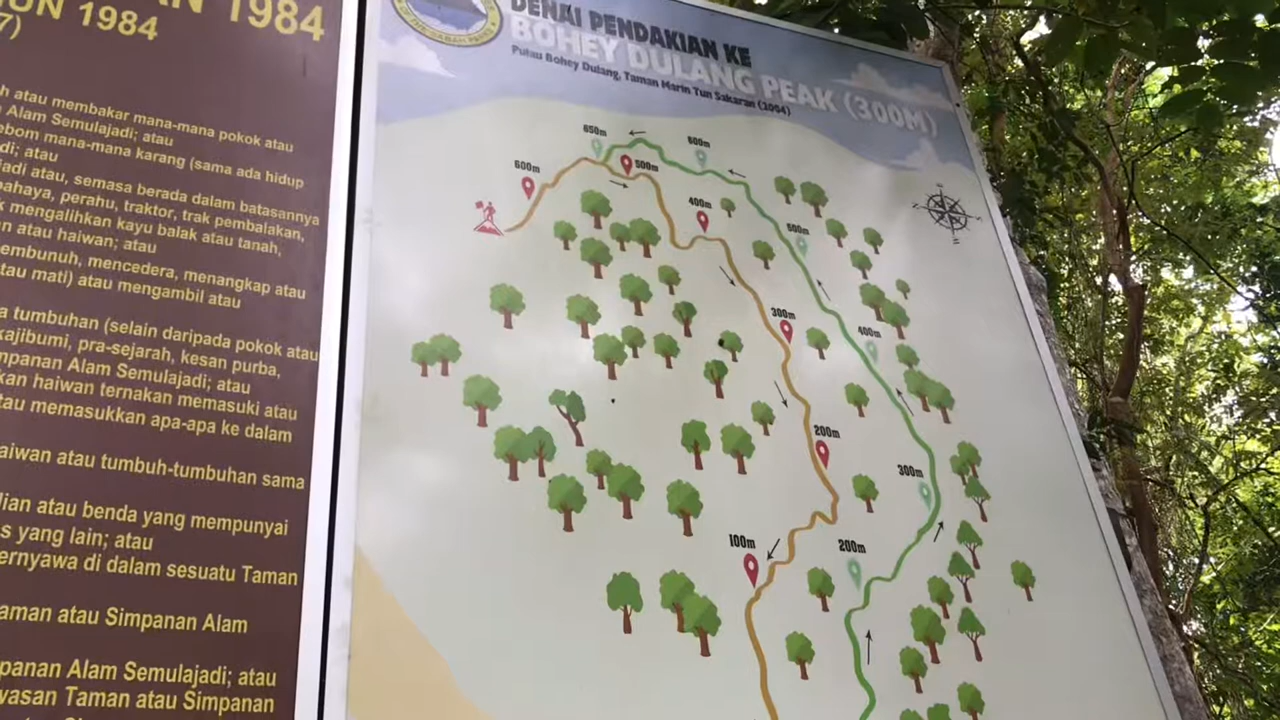 AN 1984
UN 1984
7)
h atau membakar mana-mana pokok atau
Alam Semulajadi; atau
ebom mana-mana karang (sama ada hidup
di; atau
jadi atau, semasa berada dalam batasannya
bahaya, perahu, traktor, trak pembalakan,
k mengalihkan kayu balak atau tanah,
n atau haiwan; atau
embunuh, mencedera, menangkap atau
tau mati) atau mengambil atau
a tumbuhan (selain daripada pokok atau
kajibumi, pra-sejarah, kesan purba,
mpanan Alam Semulajadi; atau
kan haiwan ternakan memasuki atau
tau memasukkan apa-apa ke dalam
aiwan atau tumbuh-tumbuhan sama
lian atau benda yang mempunyai
s yang lain; atau
ernyawa di dalam sesuatu Taman
aman atau Simpanan Alam
panan Alam Semulajadi; atau
wasan Taman atau Simpanan
DENAI PENDAKIAN KE
BOHEY DULANG PEAK (300M)
Pulau Bohey Dulang, Taman Marin Tun Sakaran (2004)
650m
600m
600m
500m
400m
500m
300m
400m
200m
300m
100m
200m